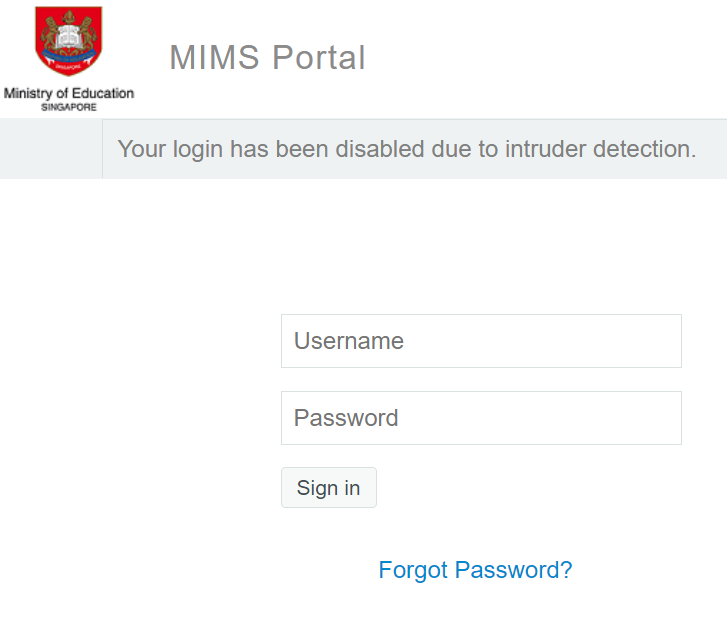 MIMS Portal
Ministry of Education
SINGAPORE
Your login has been disabled due to intruder detection.
Username
Password
Sign in
Forgot Password?